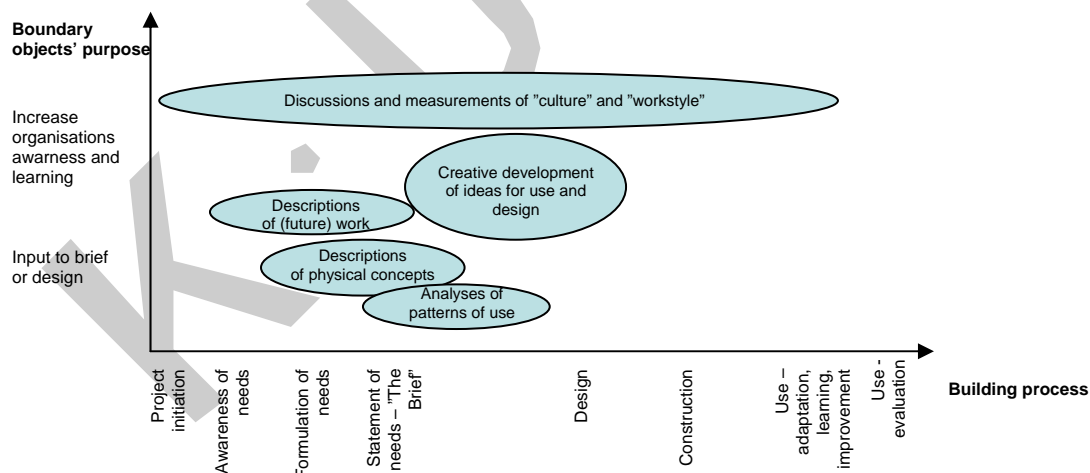 Boundary
objects' purpose
Discussions and measurements of "culture" and "workstyle"
Increase
organisations
awarness and
learning
Creative development
of ideas for use and
design
Descriptions
of (future) work
Input to brief
or design
Descriptions
of physical concepts
Analyses of
patterns of use
Project
initiation
Awareness of
needs
Formulation of
needs
Statement of
needs – "The
Brief"
Design
Construction
Use –
adaptation,
learning,
improvement
Use -
evaluation
Building process